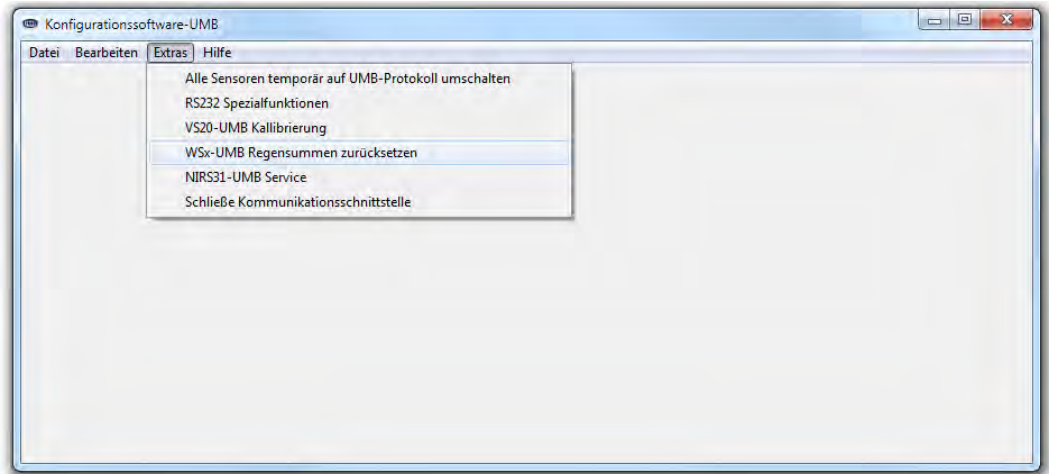 Konfigurationssoftware-UMB
Datei Bearbeiten Extras Hilfe
Alle Sensoren temporär auf UMB-Protokoll umschalten
RS232 Spezialfunktionen
VS20-UMB Kallibrierung
WSx-UMB Regensummen zurücksetzen
NIRS31-UMB Service
Schließe Kommunikationsschnittstelle